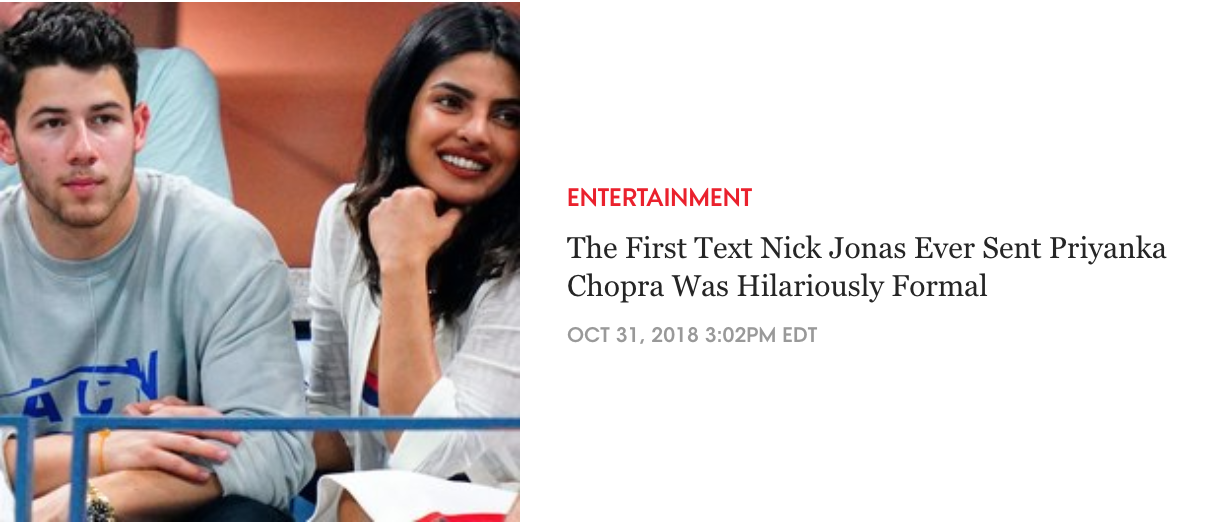 ACW
ENTERTAINMENT
The First Text Nick Jonas Ever Sent Priyanka
Chopra Was Hilariously Formal
OCT 31, 2018 3:02PM EDT